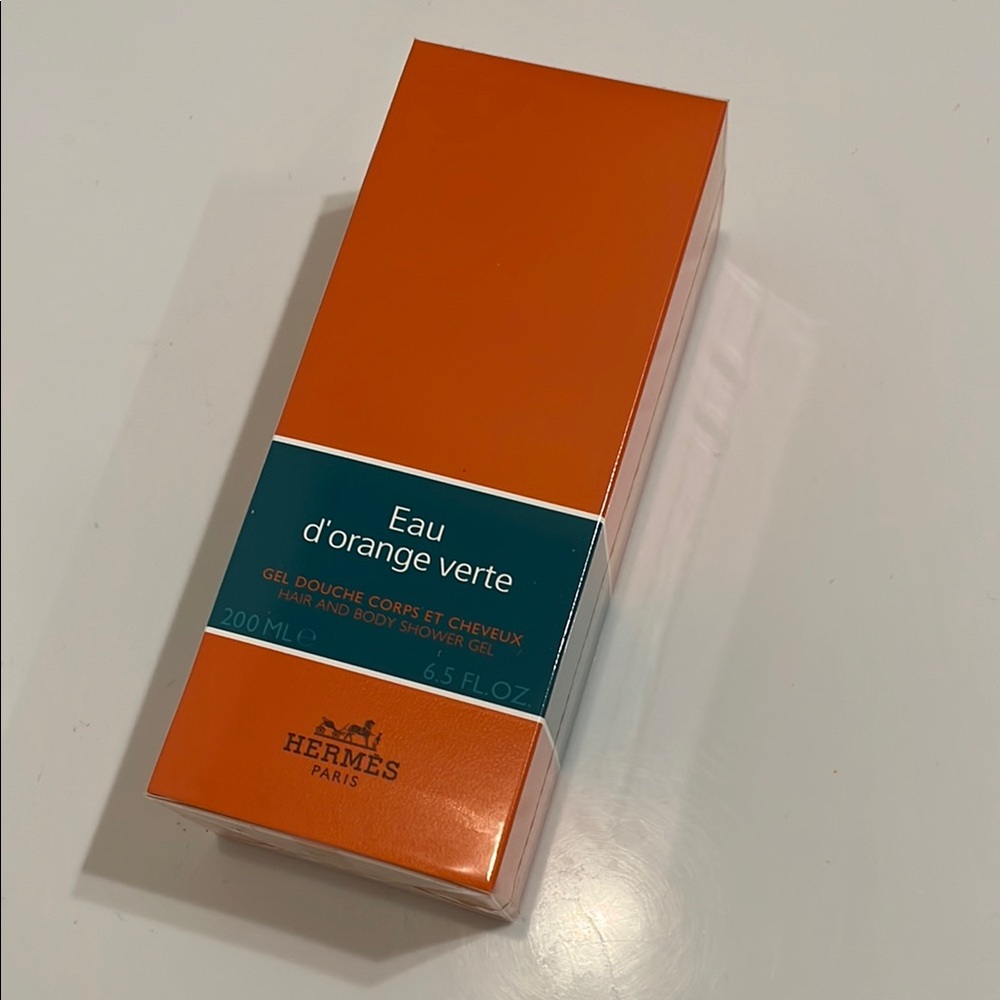 Eau
d'orange verte
GEL DOUCHE CORPS ET CHEVEUX
HAIR AND BODY SHOWER GEL
200 ML ℮
6.5 FL.OZ.
HERMÈS
PARIS